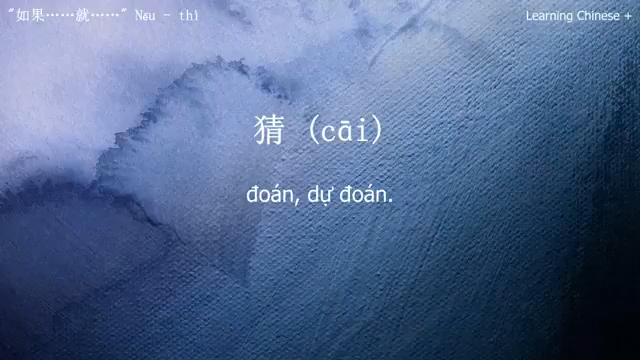 "如果……就……" Nếu - thì
Learning Chinese +
猜 (cāi)
đoán, dự đoán.